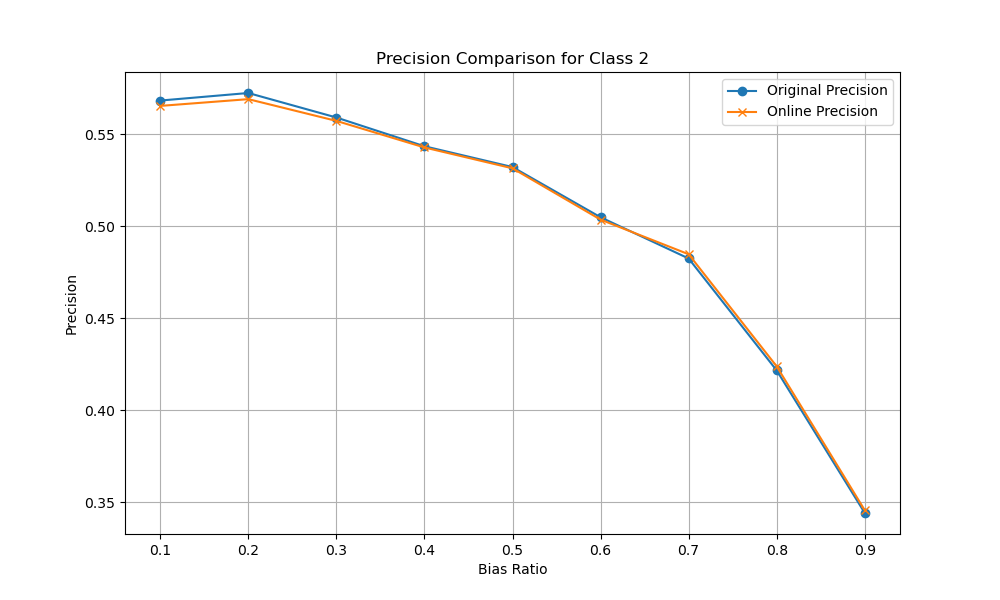 Precision Comparison for Class 2
Original Precision
Online Precision
Precision
0.55
0.50
0.45
0.40
0.35
0.1 0.2 0.3 0.4 0.5 0.6 0.7 0.8 0.9
Bias Ratio